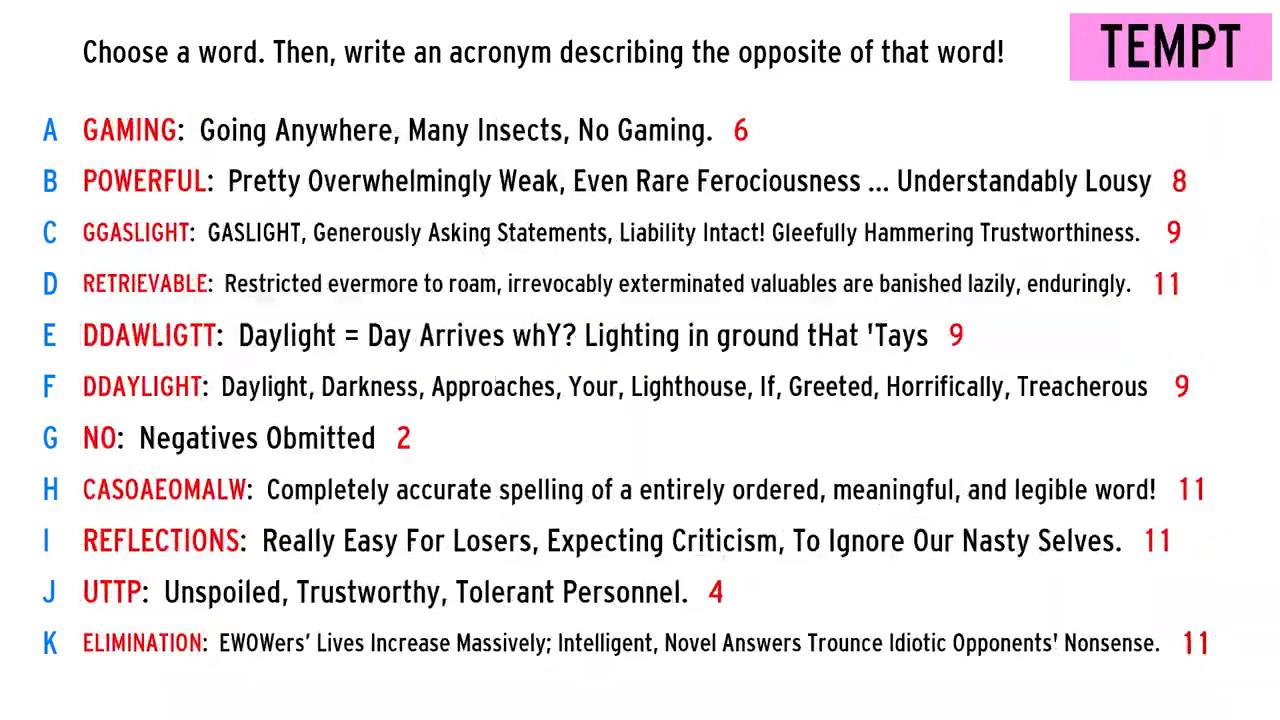 Choose a word. Then, write an acronym describing the opposite of that word!
TEMPT
A GAMING: Going Anywhere, Many Insects, No Gaming. 6
B POWERFUL: Pretty Overwhelmingly Weak, Even Rare Ferociousness ... Understandably Lousy 8
C GGASLIGHT: GASLIGHT, Generously Asking Statements, Liability Intact! Gleefully Hammering Trustworthiness. 9
D RETRIEVABLE: Restricted evermore to roam, irrevocably exterminated valuables are banished lazily, enduringly. 11
E DDAWLIGTT: Daylight = Day Arrives whY? Lighting in ground tHat 'Tays 9
F DDAYLIGHT: Daylight, Darkness, Approaches, Your, Lighthouse, If, Greeted, Horrifically, Treacherous 9
G NO: Negatives Obmitted 2
H CASOAEOMALW: Completely accurate spelling of a entirely ordered, meaningful, and legible word! 11
I REFLECTIONS: Really Easy For Losers, Expecting Criticism, To Ignore Our Nasty Selves. 11
J UTTP: Unspoiled, Trustworthy, Tolerant Personnel. 4
K ELIMINATION: EWOWers' Lives Increase Massively; Intelligent, Novel Answers Trounce Idiotic Opponents' Nonsense. 11